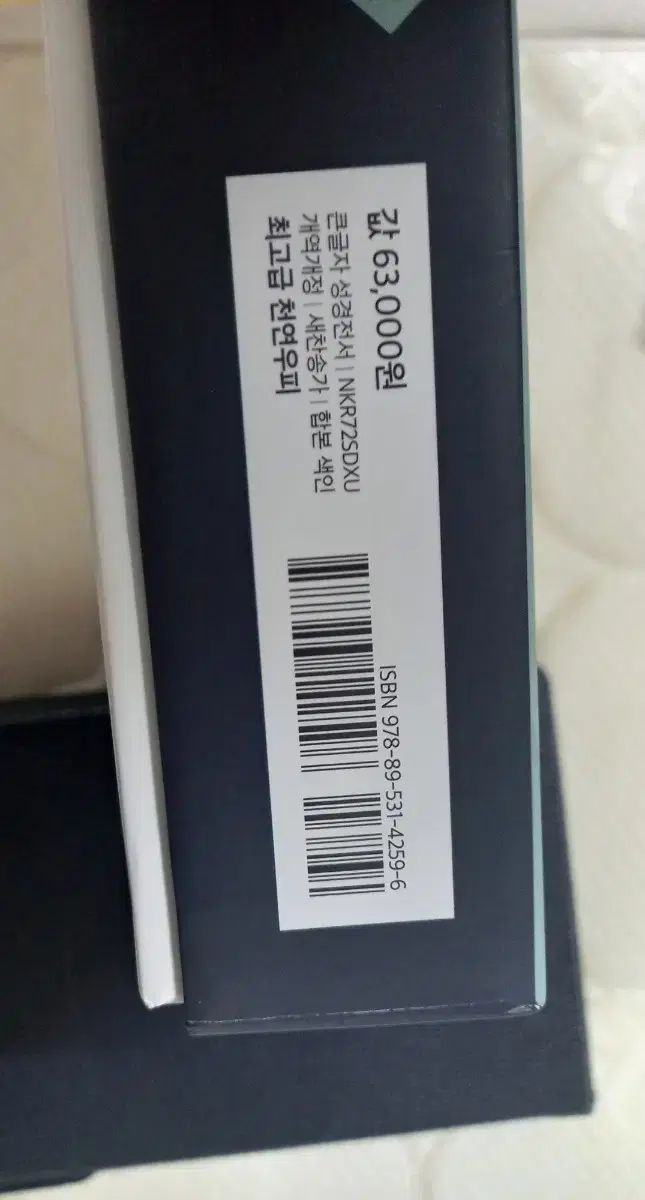 값 63,000원
큰글자 성경전서 | NKR72SDXU
개역개정 | 새찬송가 | 합본 색인
최고급 천연우피
ISBN 978-89-531-4259-6